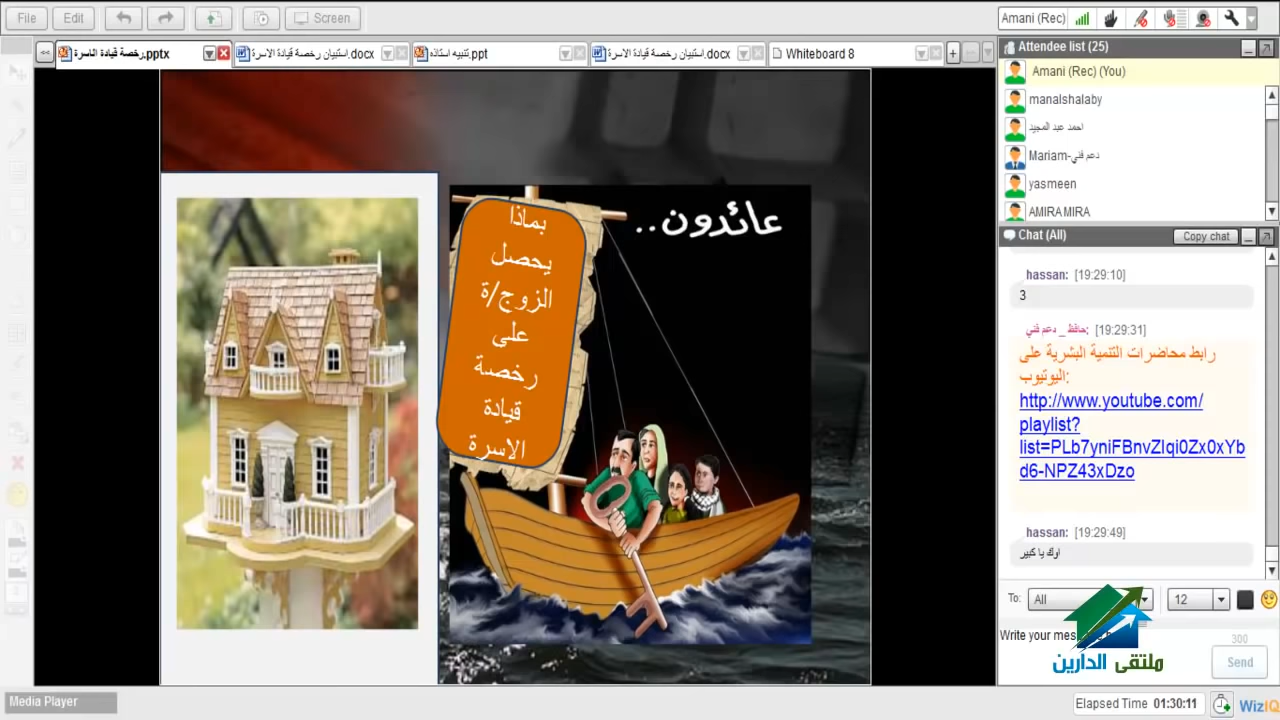 File
Edit
Screen
Amani (Rec)
رخصة قيادة الاسرة.pptx
استبيان رخصة قيادة الاسرة.docx
تنبيه استاذه.ppt
استبيان رخصة قيادة الاسرة.docx
Whiteboard 8
Attendee list (25)
Amani (Rec) (You)
manalshalaby
احمد عبد المجيد
Mariam-دعم فني
yasmeen
AMIRA MIRA
Chat (All)
Copy chat
hassan: [19:29:10]
3
حافظ _ دعم فني: [19:29:31]
رابط محاضرات التنمية البشرية على
اليوتيوب:
http://www.youtube.com/
playlist?
list=PLb7yniFBnvZlqi0Zx0xYb
d6-NPZ43xDzo
hassan: [19:29:49]
اوك يا كبير
To:
All
12
300
Send
ملتقى الدارين
عائدون..
بماذا
يحصل
الزوج/ة
على
رخصة
قيادة
الاسرة
Media Player
Elapsed Time 01:30:11
WizIQ